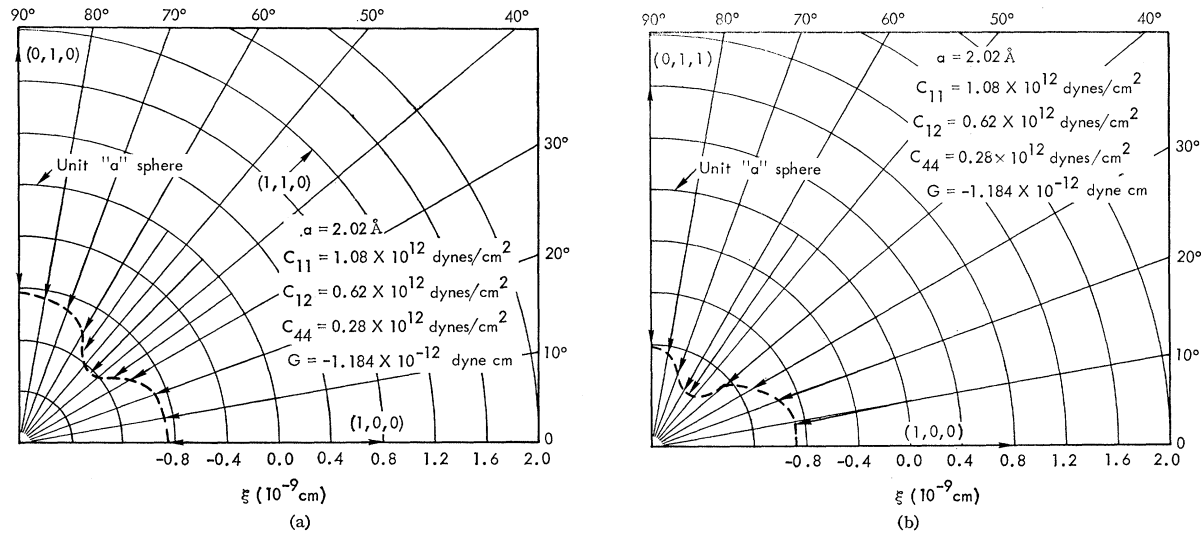 90° 80° 70° 60° 50° 40°
(0,1,0)
30°
Unit "a" sphere
(1,1,0)
a = 2.02 Å
C11 = 1.08 X 10^12 dynes/cm^2
20°
C12 = 0.62 X 10^12 dynes/cm^2
C44 = 0.28 X 10^12 dynes/cm^2
G = -1.184 X 10^-12 dyne cm
10°
(1,0,0)
0
-0.8 -0.4 0.0 0.4 0.8 1.2 1.6 2.0
ξ (10^-9 cm)
(a)
90° 80° 70° 60° 50° 40°
(0,1,1)
a = 2.02 Å
C11 = 1.08 X 10^12 dynes/cm^2
C12 = 0.62 X 10^12 dynes/cm^2
30°
C44 = 0.28 x 10^12 dynes/cm^2
Unit "a" sphere
G = -1.184 X 10^-12 dyne cm
20°
10°
(1,0,0)
0
-0.8 -0.4 0.0 0.4 0.8 1.2 1.6 2.0
ξ (10^-9 cm)
(b)